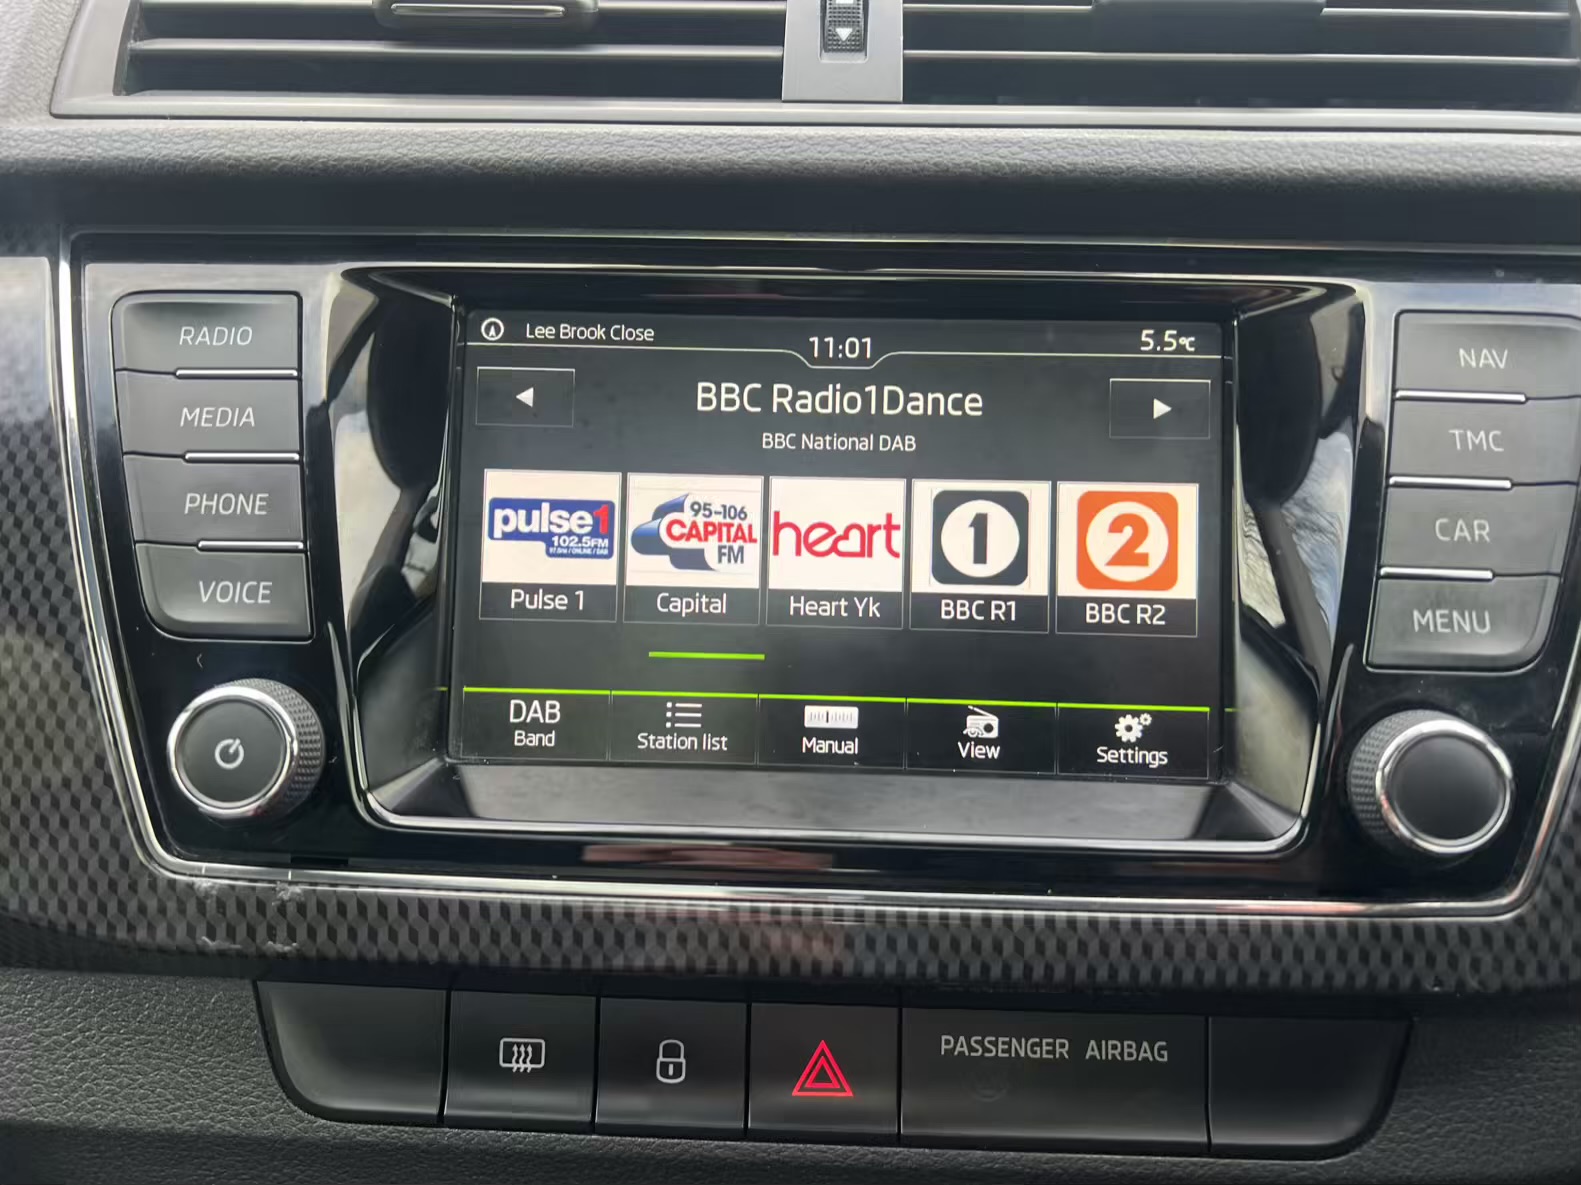 RADIO
MEDIA
PHONE
VOICE
Lee Brook Close
11:01
5.5°C
BBC Radio1Dance
BBC National DAB
pulse1
102.5FM
95-106
CAPITAL
FM
heart
1
2
Pulse 1
Capital
Heart Yk
BBC R1
BBC R2
DAB
Band
Station list
Manual
View
Settings
NAV
TMC
CAR
MENU
PASSENGER AIRBAG